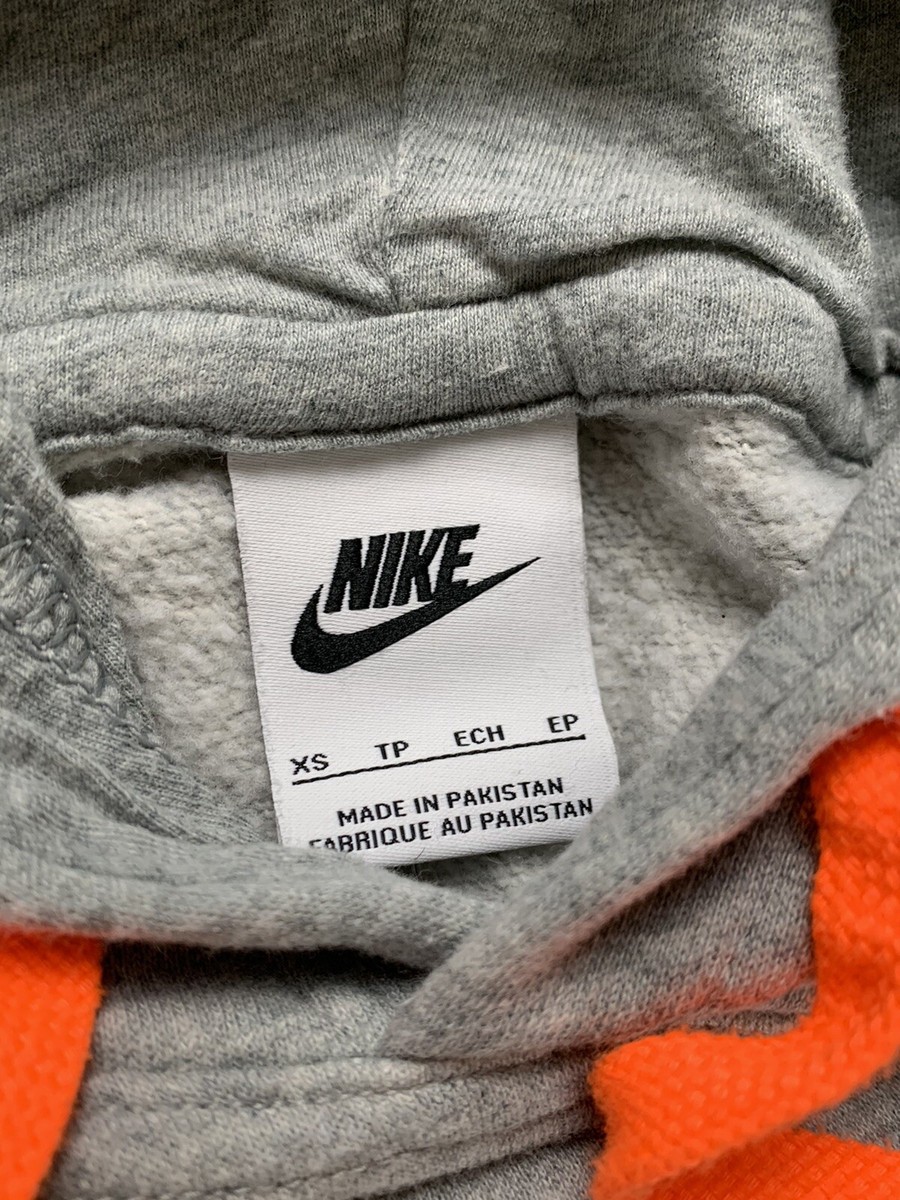 NIKE
XS TP ECH EP
MADE IN PAKISTAN
FABRIQUE AU PAKISTAN